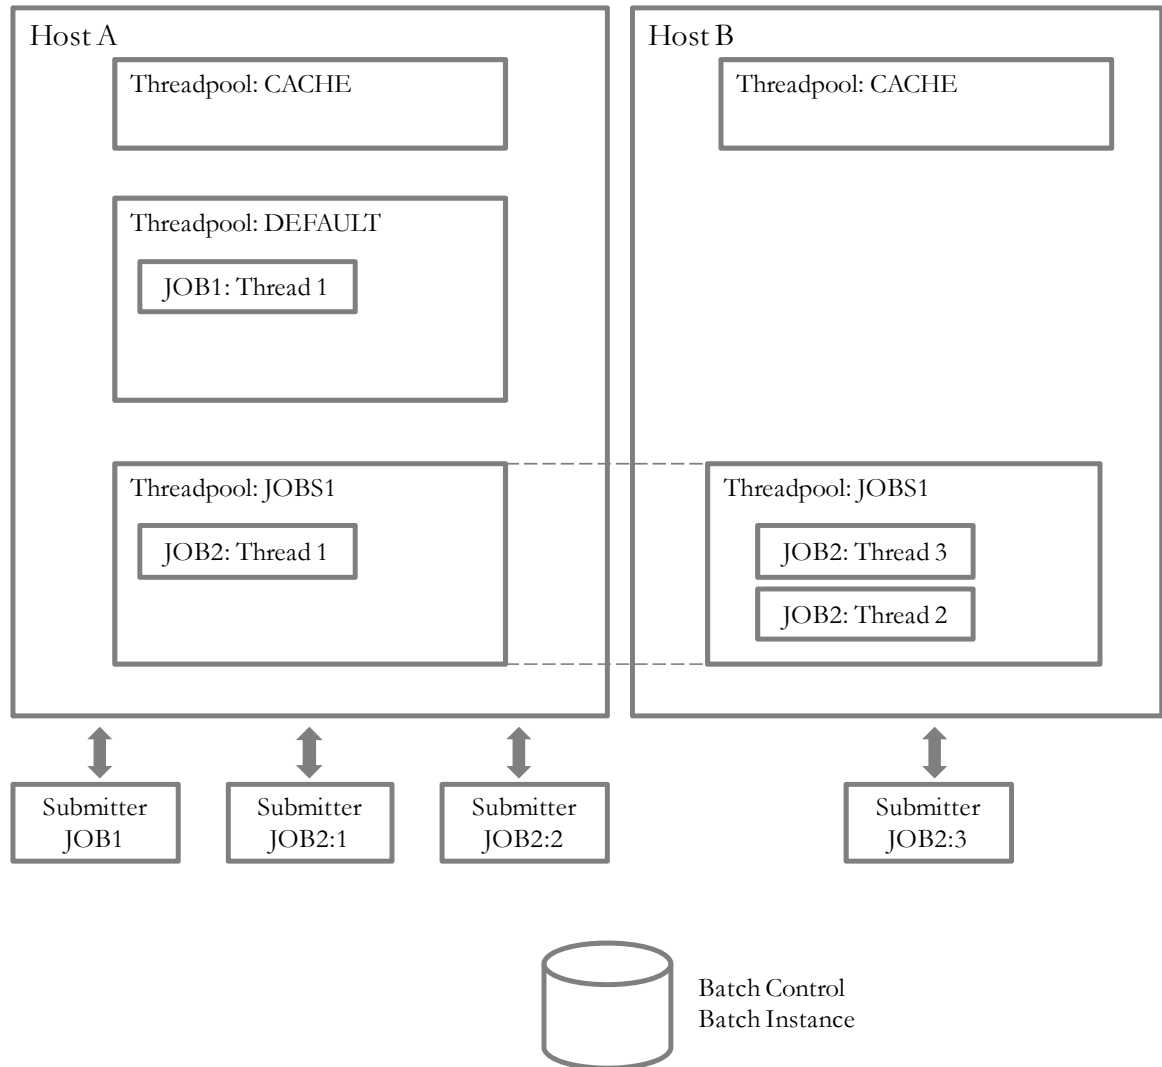 Host A
Threadpool: CACHE
Threadpool: DEFAULT
JOB1: Thread 1
Threadpool: JOBS1
JOB2: Thread 1
Host B
Threadpool: CACHE
Threadpool: JOBS1
JOB2: Thread 3
JOB2: Thread 2
Submitter
JOB1
Submitter
JOB2:1
Submitter
JOB2:2
Submitter
JOB2:3
Batch Control
Batch Instance